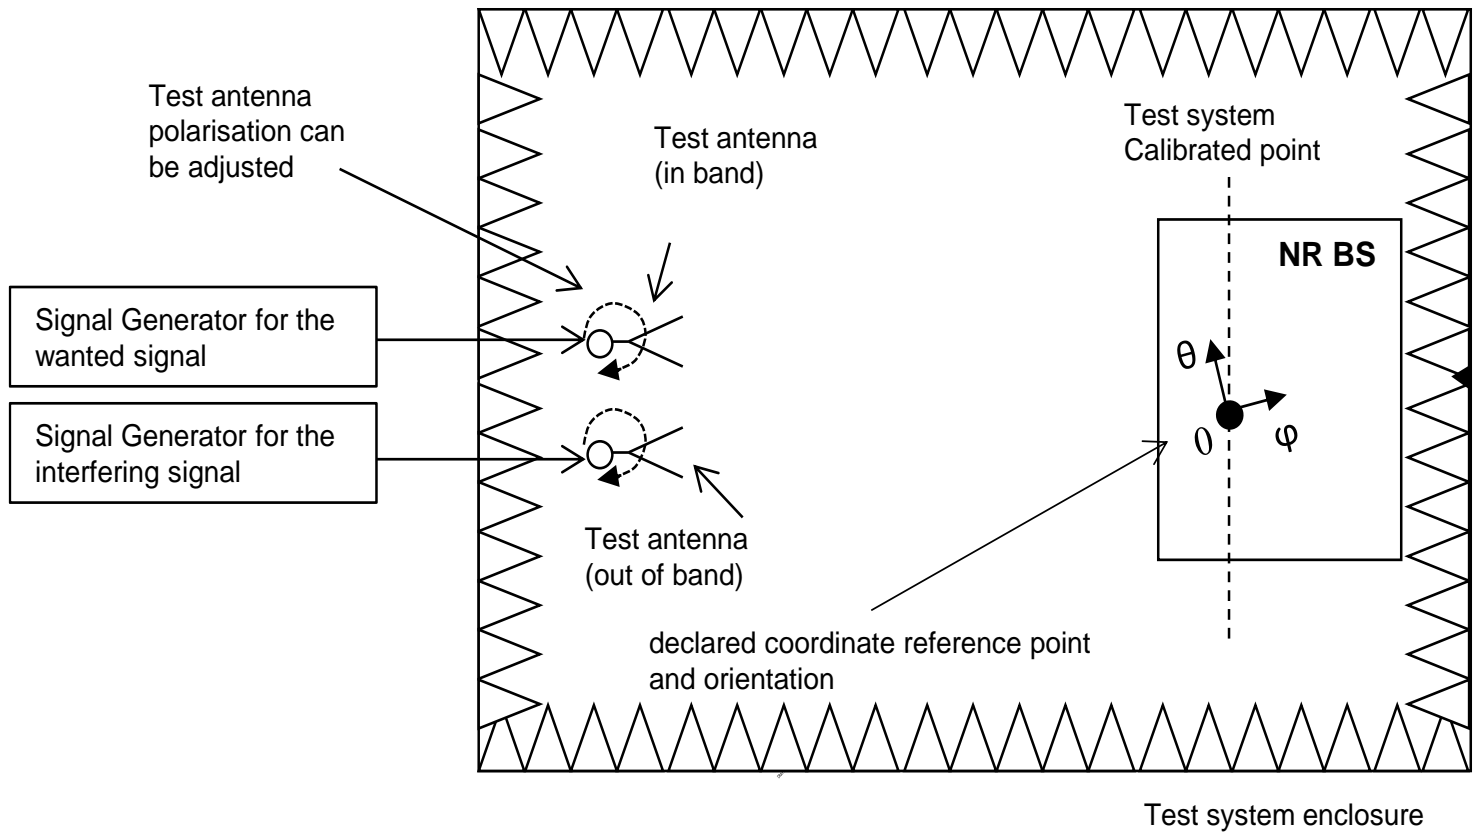 Test antenna
polarisation can
be adjusted
Test antenna
(in band)
Test system
Calibrated point
NR BS
Signal Generator for the
wanted signal
θ
0
φ
Signal Generator for the
interfering signal
Test antenna
(out of band)
declared coordinate reference point
and orientation
Test system enclosure